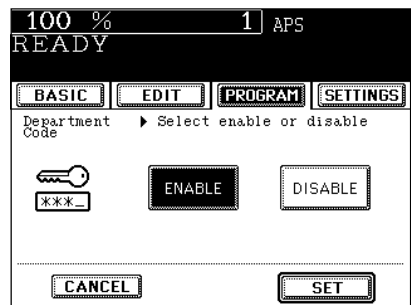 100 % 1 APS
READY
BASIC EDIT PROGRAM SETTINGS
Department Code ▶ Select enable or disable
***_ ENABLE DISABLE
CANCEL SET